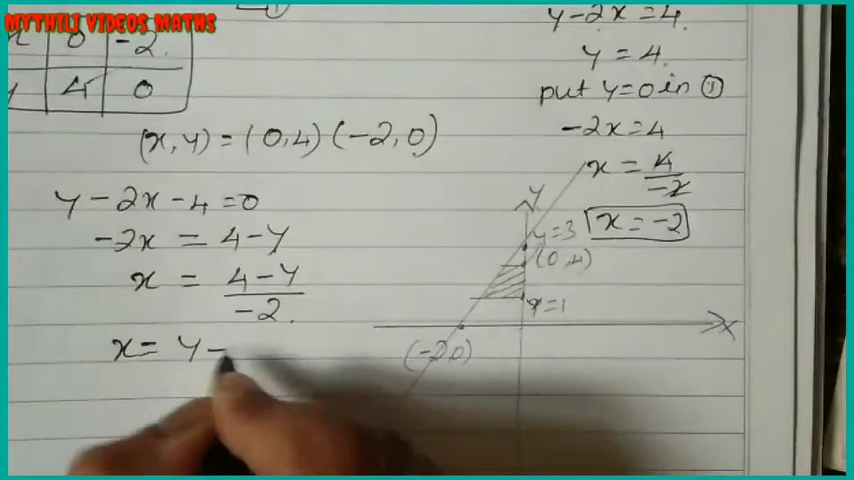 MYTHILI VIDEOS MATHS
x 0 -2
y 4 0
(x,y) = (0,4) (-2,0)
y - 2x - 4 = 0
-2x = 4 - y
x = 4 - y / -2
x = y -
y - 2x = 4
y = 4
put y = 0 in ①
-2x = 4
x = 4 / -2
x = -2
y
y = 3
(0,4)
y = 1
x
(-2,0)